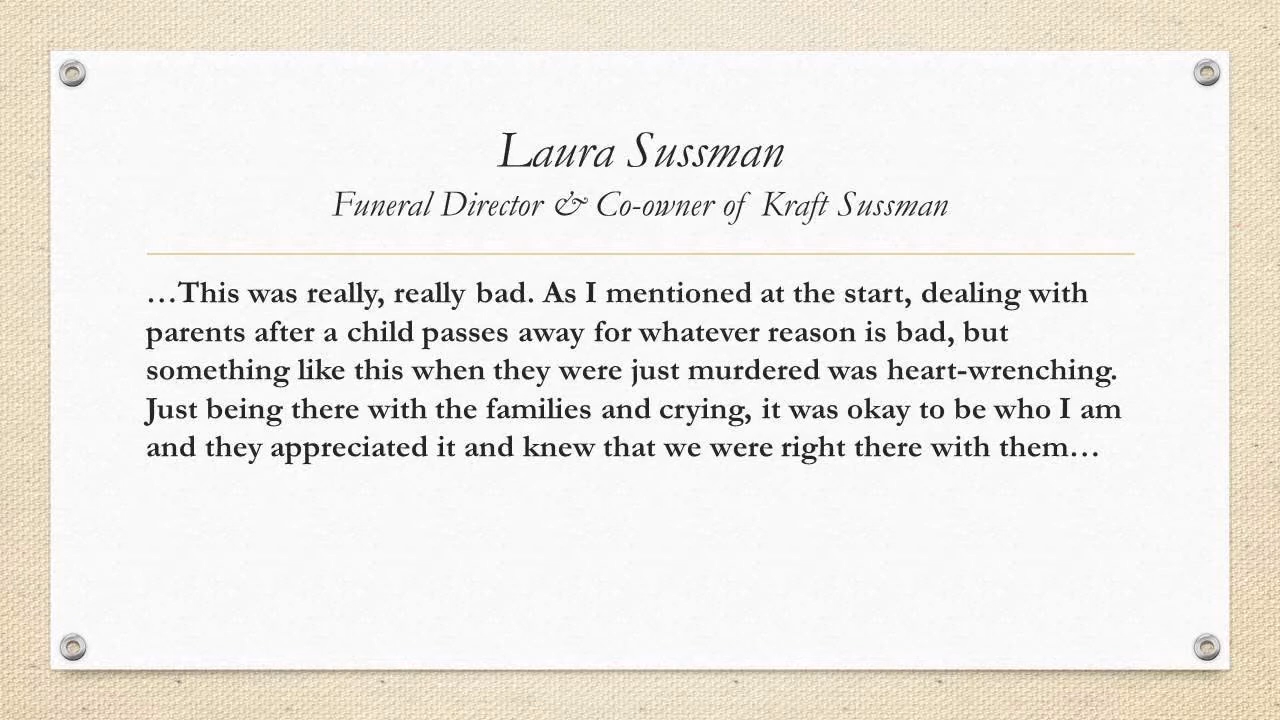 Laura Sussman
Funeral Director & Co-owner of Kraft Sussman
…This was really, really bad. As I mentioned at the start, dealing with
parents after a child passes away for whatever reason is bad, but
something like this when they were just murdered was heart-wrenching.
Just being there with the families and crying, it was okay to be who I am
and they appreciated it and knew that we were right there with them…